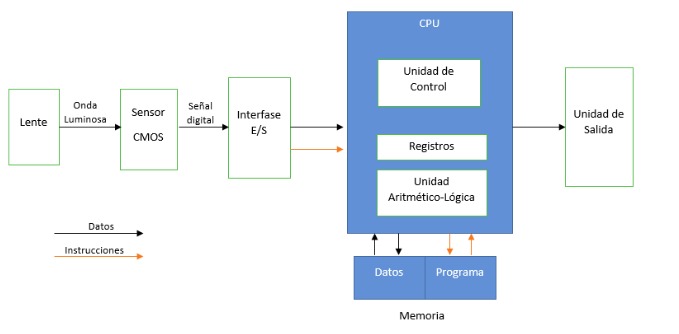 CPU
Unidad de
Control
Lente
Onda
Luminosa
Sensor
CMOS
Señal
digital
Interfase
E/S
Registros
Unidad
Aritmético-Lógica
Unidad de
Salida
Datos
Instrucciones
Datos
Programa
Memoria